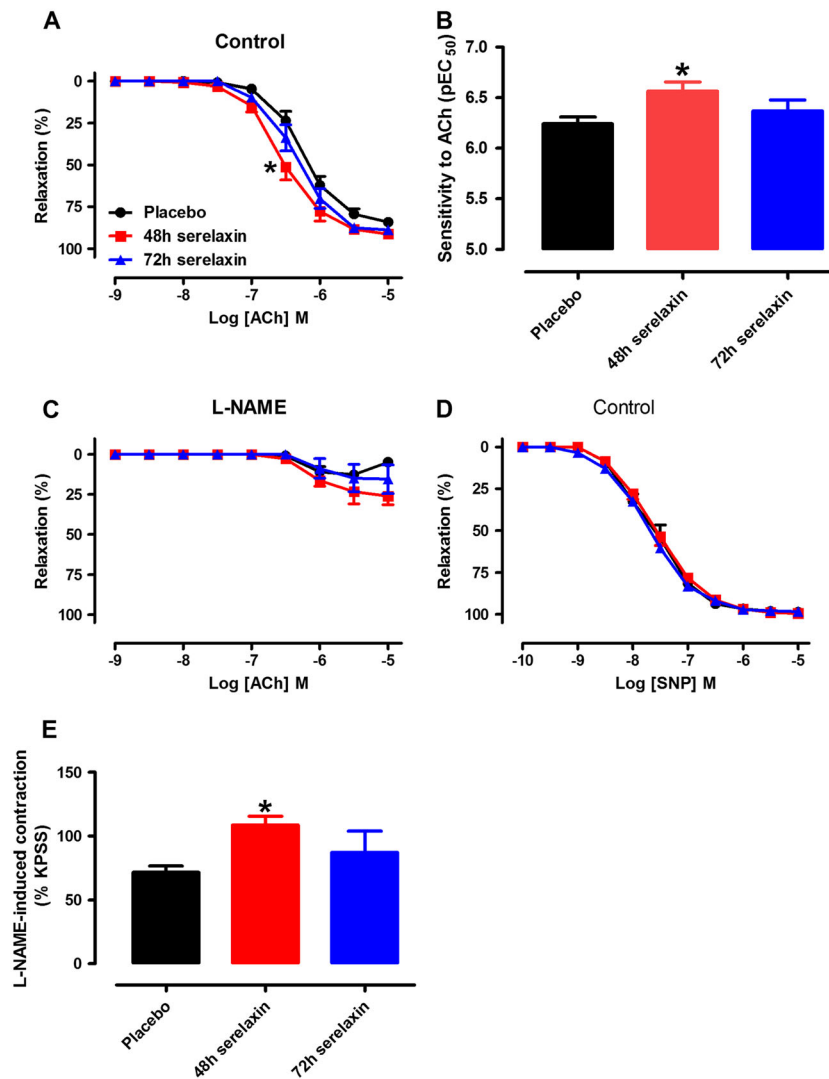 A
Control
Relaxation (%)
0
25
50
75
100
*
Placebo
48h serelaxin
72h serelaxin
-9
-8
-7
-6
-5
Log [ACh] M
B
Sensitivity to ACh (pEC50)
7.0
6.5
6.0
5.5
5.0
*
Placebo
48h serelaxin
72h serelaxin
C
L-NAME
Relaxation (%)
0
25
50
75
100
-9
-8
-7
-6
-5
Log [ACh] M
D
Control
Relaxation (%)
0
25
50
75
100
-10
-9
-8
-7
-6
-5
Log [SNP] M
E
L-NAME-induced contraction
(% KPSS)
150
100
50
0
*
Placebo
48h serelaxin
72h serelaxin